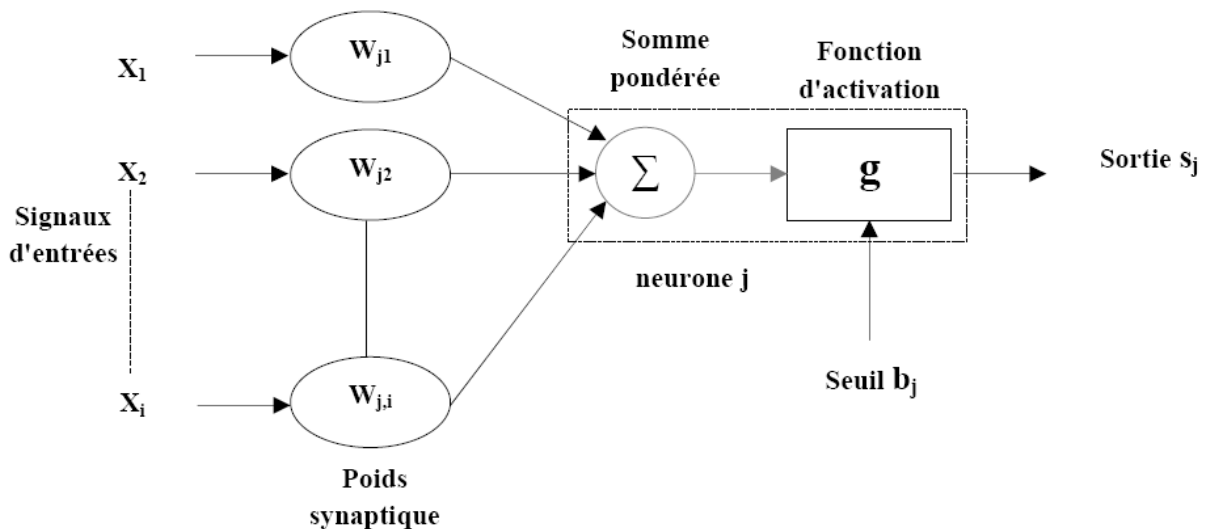 X1
Wj1
Somme
pondérée
Fonction
d'activation
X2
Wj2
∑
g
Sortie sj
Signaux
d'entrées
neurone j
Xi
Wj,i
Seuil bj
Poids
synaptique